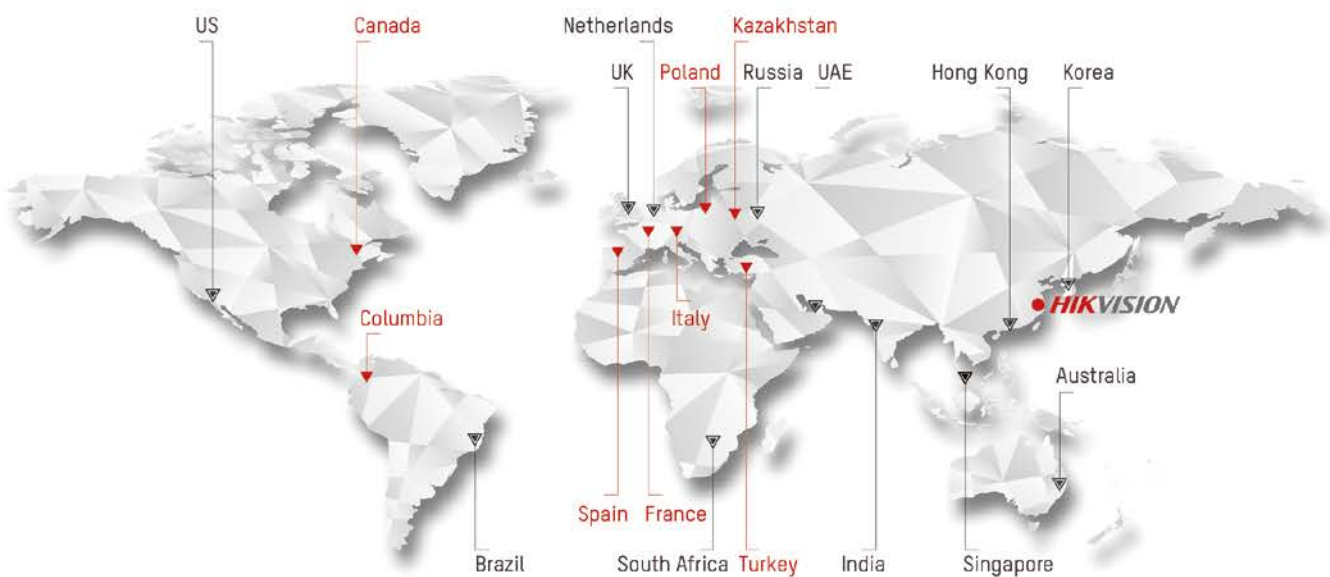 US
Canada
Netherlands
Kazakhstan
UK
Poland
Russia
UAE
Hong Kong
Korea
HIKVISION
Columbia
Italy
Australia
Spain
France
Brazil
South Africa
Turkey
India
Singapore